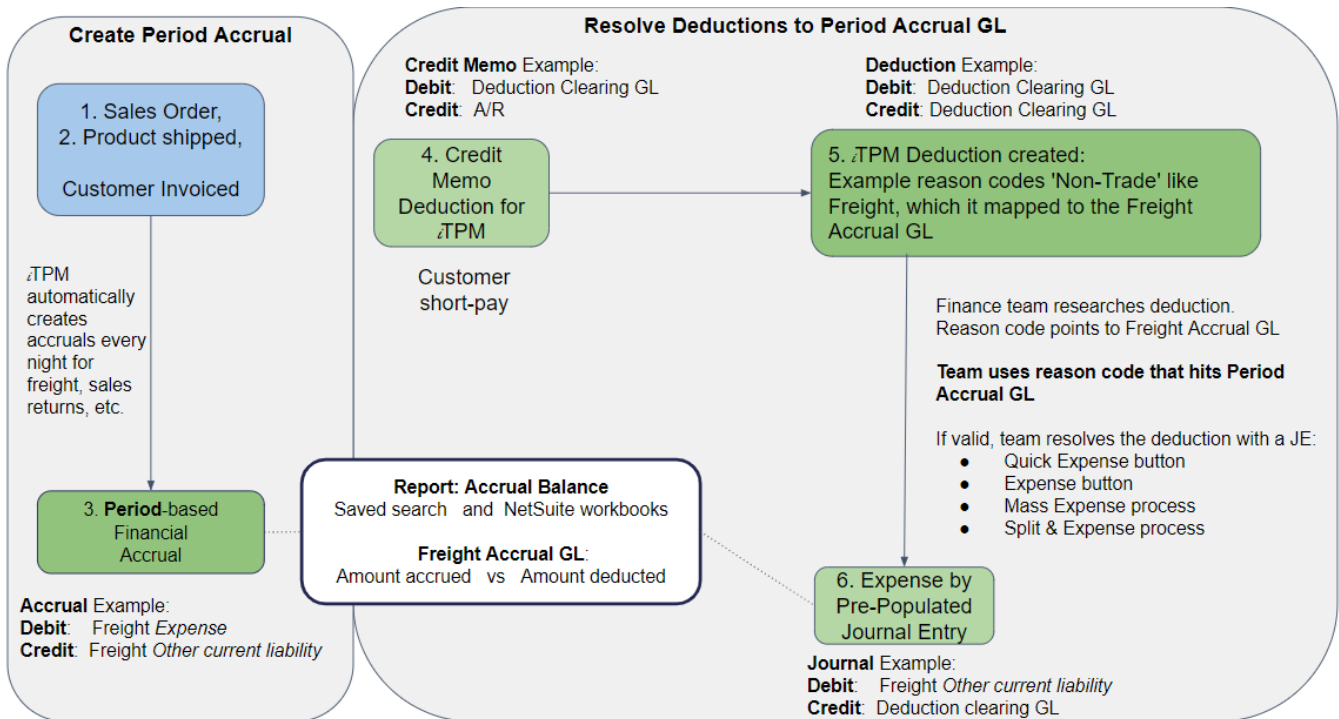 Create Period Accrual
1. Sales Order,
2. Product shipped,
Customer Invoiced
iTPM
automatically
creates
accruals every
night for
freight, sales
returns, etc.
3. Period-based
Financial
Accrual
Accrual Example:
Debit: Freight Expense
Credit: Freight Other current liability
Resolve Deductions to Period Accrual GL
Credit Memo Example:
Debit: Deduction Clearing GL
Credit: A/R
4. Credit
Memo
Deduction for
iTPM
Customer
short-pay
Deduction Example:
Debit: Deduction Clearing GL
Credit: Deduction Clearing GL
5. iTPM Deduction created:
Example reason codes 'Non-Trade' like
Freight, which it mapped to the Freight
Accrual GL
Finance team researches deduction.
Reason code points to Freight Accrual GL
Team uses reason code that hits Period
Accrual GL
If valid, team resolves the deduction with a JE:
● Quick Expense button
● Expense button
● Mass Expense process
● Split & Expense process
Report: Accrual Balance
Saved search and NetSuite workbooks
Freight Accrual GL:
Amount accrued vs Amount deducted
6. Expense by
Pre-Populated
Journal Entry
Journal Example:
Debit: Freight Other current liability
Credit: Deduction clearing GL